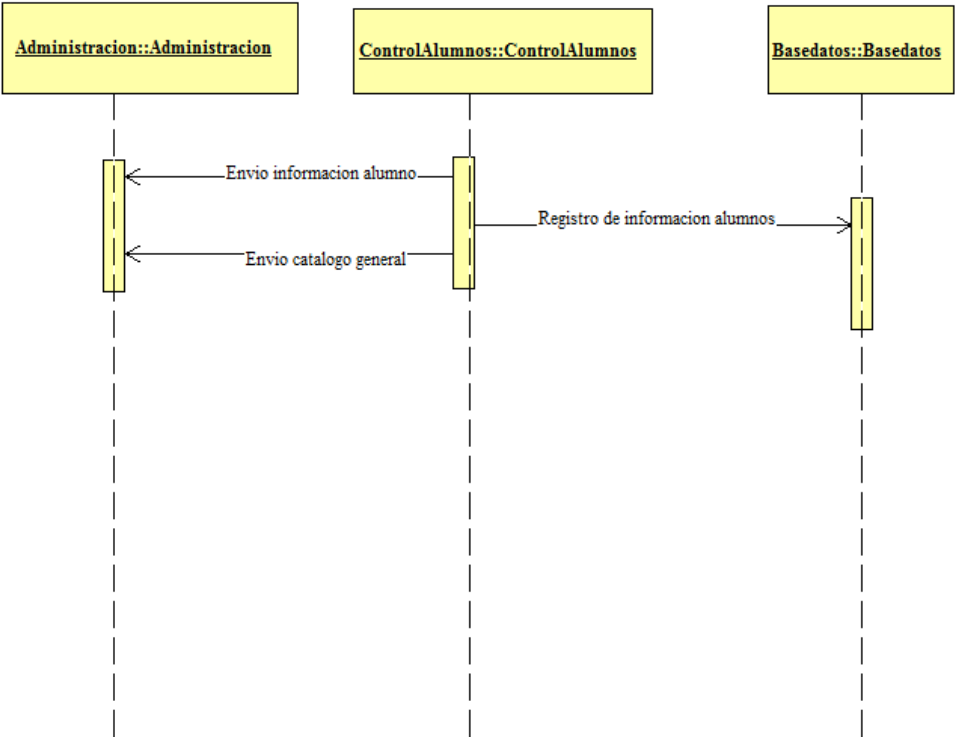 Administracion::Administracion
ControlAlumnos::ControlAlumnos
Basedatos::Basedatos
Envio informacion alumno
Registro de informacion alumnos
Envio catalogo general